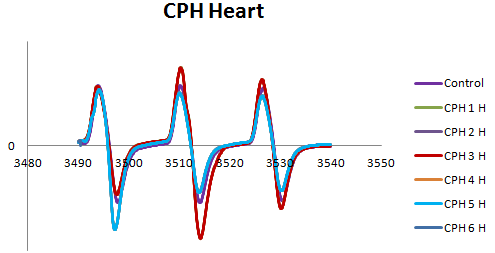 CPH Heart
0
3480 3490 3500 3510 3520 3530 3540 3550
Control
CPH 1 H
CPH 2 H
CPH 3 H
CPH 4 H
CPH 5 H
CPH 6 H